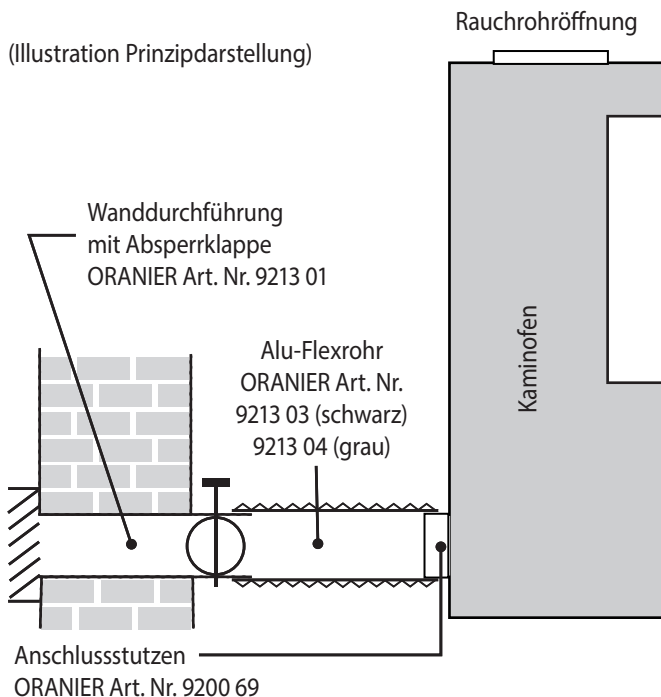 Rauchrohröffnung
(Illustration Prinzipdarstellung)
Wanddurchführung
mit Absperrklappe
ORANIER Art. Nr. 9213 01
Alu-Flexrohr
ORANIER Art. Nr.
9213 03 (schwarz)
9213 04 (grau)
Kaminofen
Anschlussstutzen
ORANIER Art. Nr. 9200 69